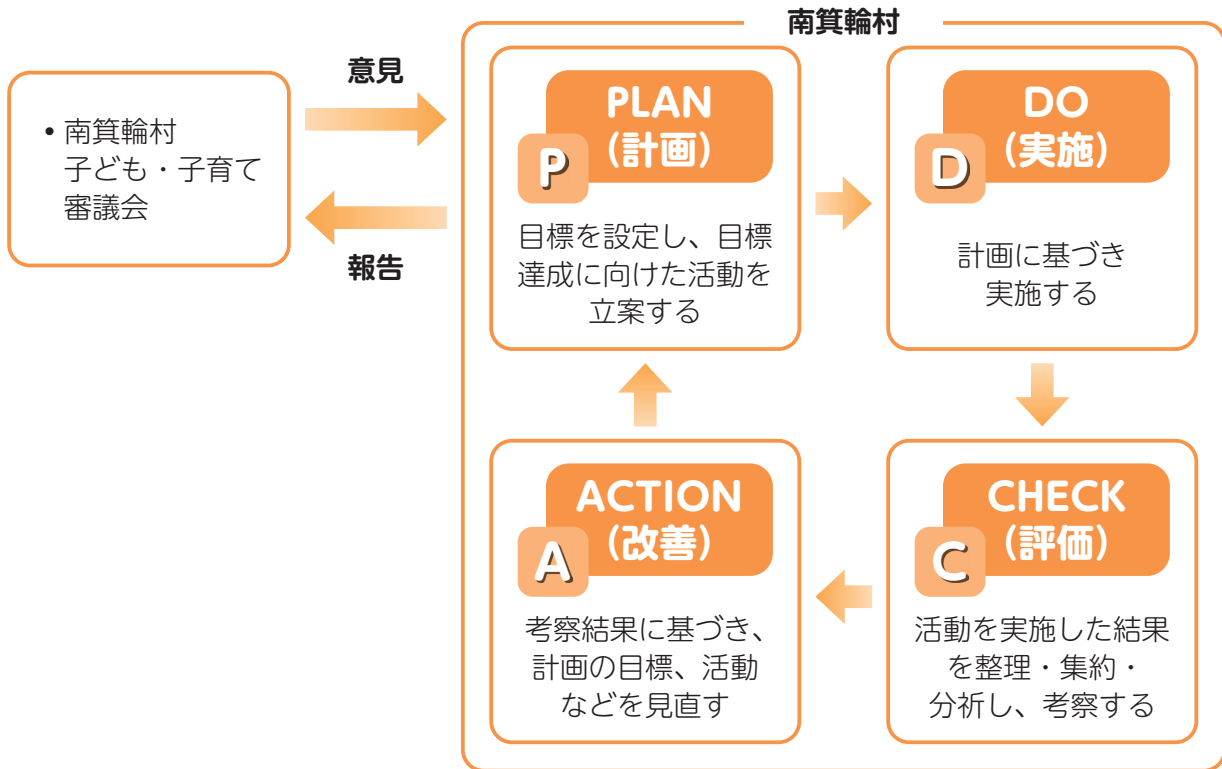 南箕輪村
• 南箕輪村
子ども・子育て
審議会
意見
報告
PLAN
(計画)
P
目標を設定し、目標
達成に向けた活動を
立案する
DO
(実施)
D
計画に基づき
実施する
ACTION
(改善)
A
考察結果に基づき、
計画の目標、活動
などを見直す
CHECK
(評価)
C
活動を実施した結果
を整理・集約・
分析し、考察する